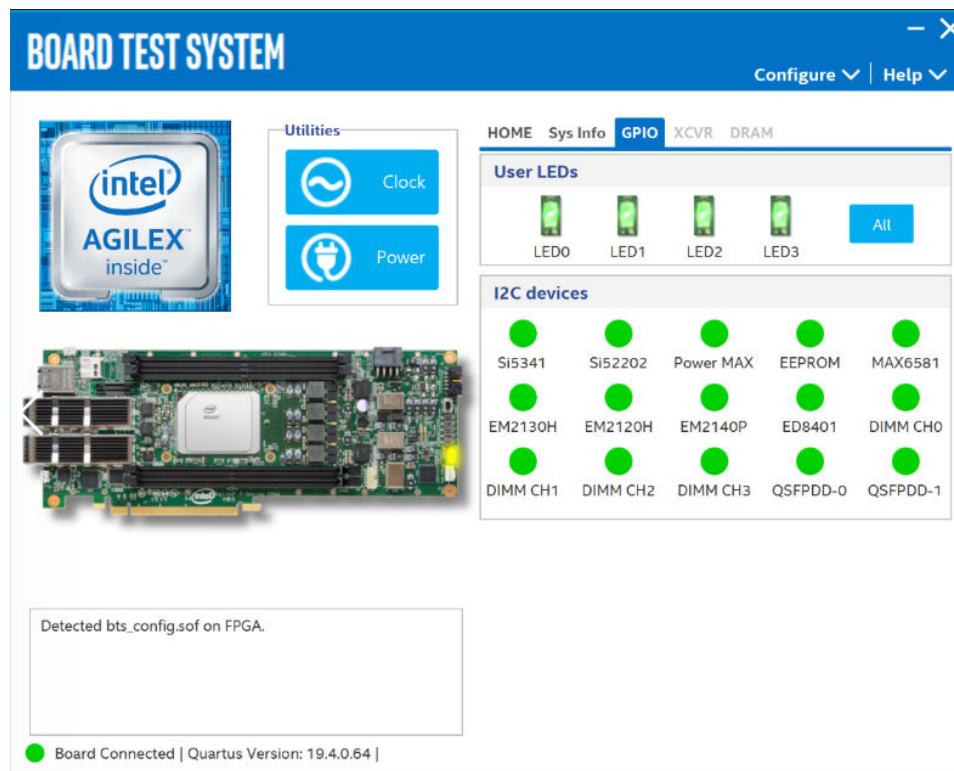 BOARD TEST SYSTEM
Configure Help
intel
AGILEX
inside™
Utilities
Clock
Power
HOME Sys Info GPIO XCVR DRAM
User LEDs
LED0 LED1 LED2 LED3 All
I2C devices
Si5341 Si52202 Power MAX EEPROM MAX6581
EM2130H EM2120H EM2140P ED8401 DIMM CH0
DIMM CH1 DIMM CH2 DIMM CH3 QSFPDD-0 QSFPDD-1
intel
Detected bts_config.sof on FPGA.
Board Connected | Quartus Version: 19.4.0.64 |